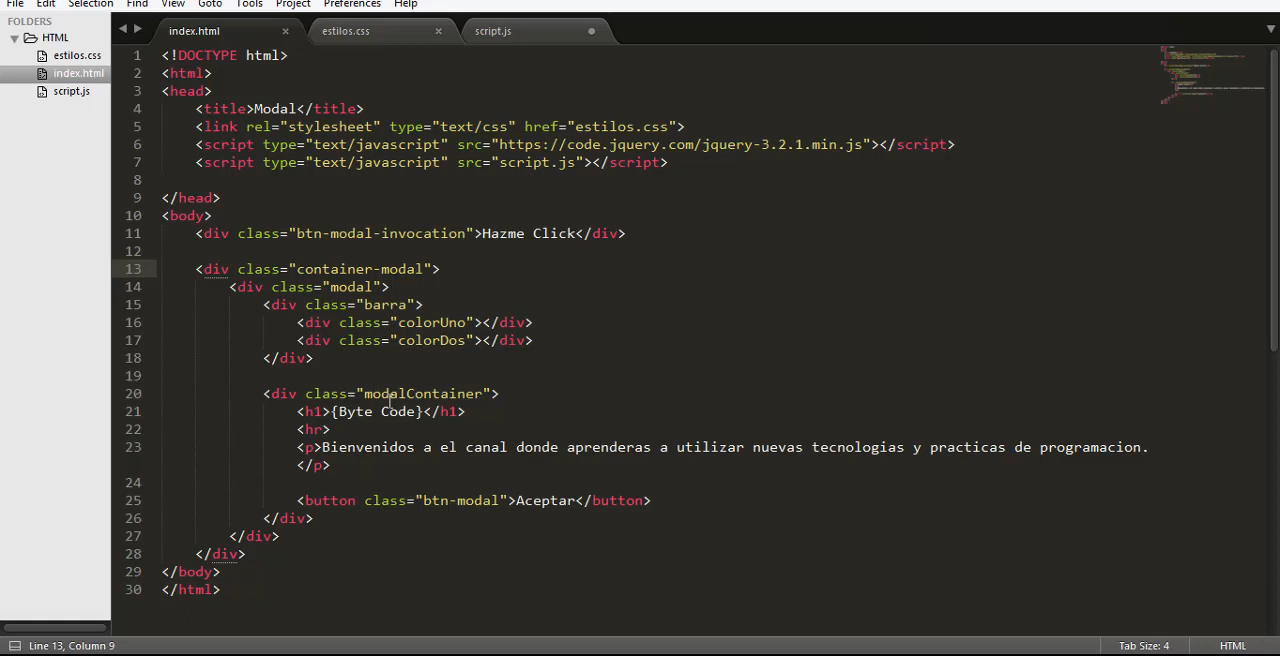 File Edit Selection Find View Goto Tools Project Preferences Help
FOLDERS
HTML
estilos.css
index.html
script.js
index.html × estilos.css × script.js
1 <!DOCTYPE html>
2 <html>
3 <head>
4 <title>Modal</title>
5 <link rel="stylesheet" type="text/css" href="estilos.css">
6 <script type="text/javascript" src="https://code.jquery.com/jquery-3.2.1.min.js"></script>
7 <script type="text/javascript" src="script.js"></script>
8
9 </head>
10 <body>
11 <div class="btn-modal-invocation">Hazme Click</div>
12
13 <div class="container-modal">
14 <div class="modal">
15 <div class="barra">
16 <div class="colorUno"></div>
17 <div class="colorDos"></div>
18 </div>
19
20 <div class="modalContainer">
21 <h1>{Byte Code}</h1>
22 <hr>
23 <p>Bienvenidos a el canal donde aprenderas a utilizar nuevas tecnologias y practicas de programacion.
</p>
24
25 <button class="btn-modal">Aceptar</button>
26 </div>
27 </div>
28 </div>
29 </body>
30 </html>
Line 13, Column 9 Tab Size: 4 HTML